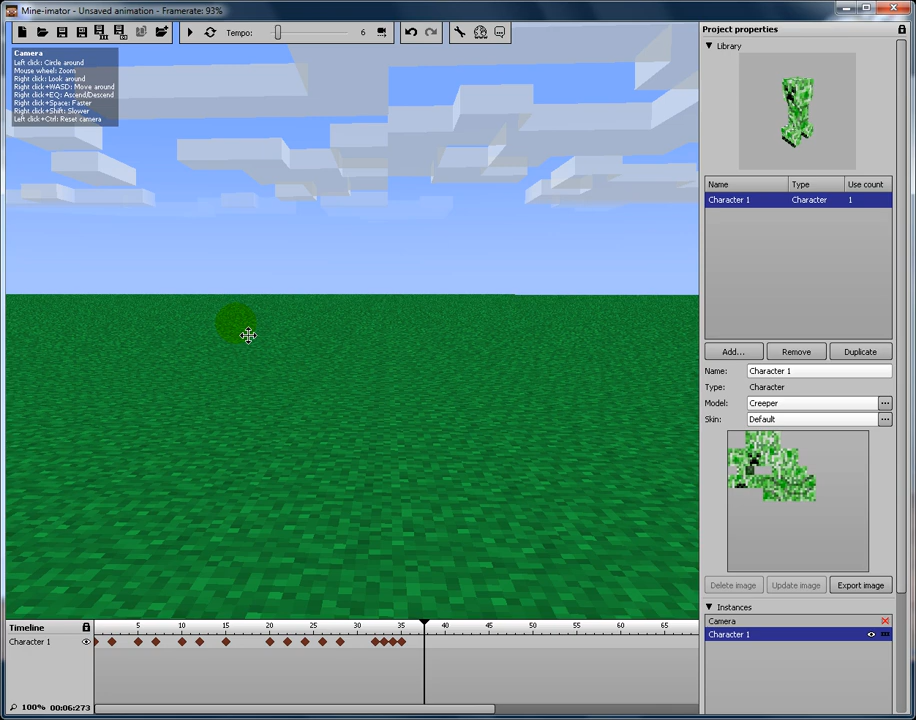 Mine-imator - Unsaved animation - Framerate: 93%
Tempo:
6
Camera
Left click: Circle around
Mouse wheel: Zoom
Right click: Look around
Right click+WASD: Move around
Right click+EQ: Ascend/Descend
Right click+Space: Faster
Right click+Shift: Slower
Left click+Ctrl: Reset camera
Project properties
Library
Name Type Use count
Character 1 Character 1
Add... Remove Duplicate
Name: Character 1
Type: Character
Model: Creeper ...
Skin: Default ...
Delete image Update image Export image
Instances
Camera
Character 1
Timeline
5 10 15 20 25 30 35 40 45 50 55 60 65
Character 1
100% 00:06:273